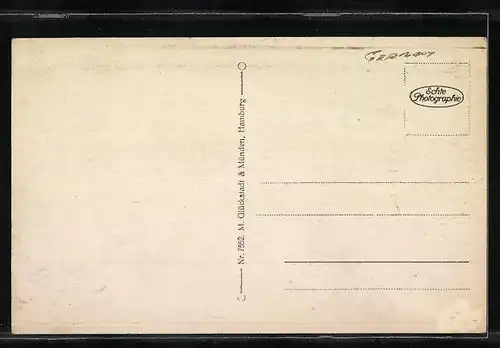 GERMANY
Echte
Photographie
Nr. 7552. M. Glückstadt & Münden, Hamburg